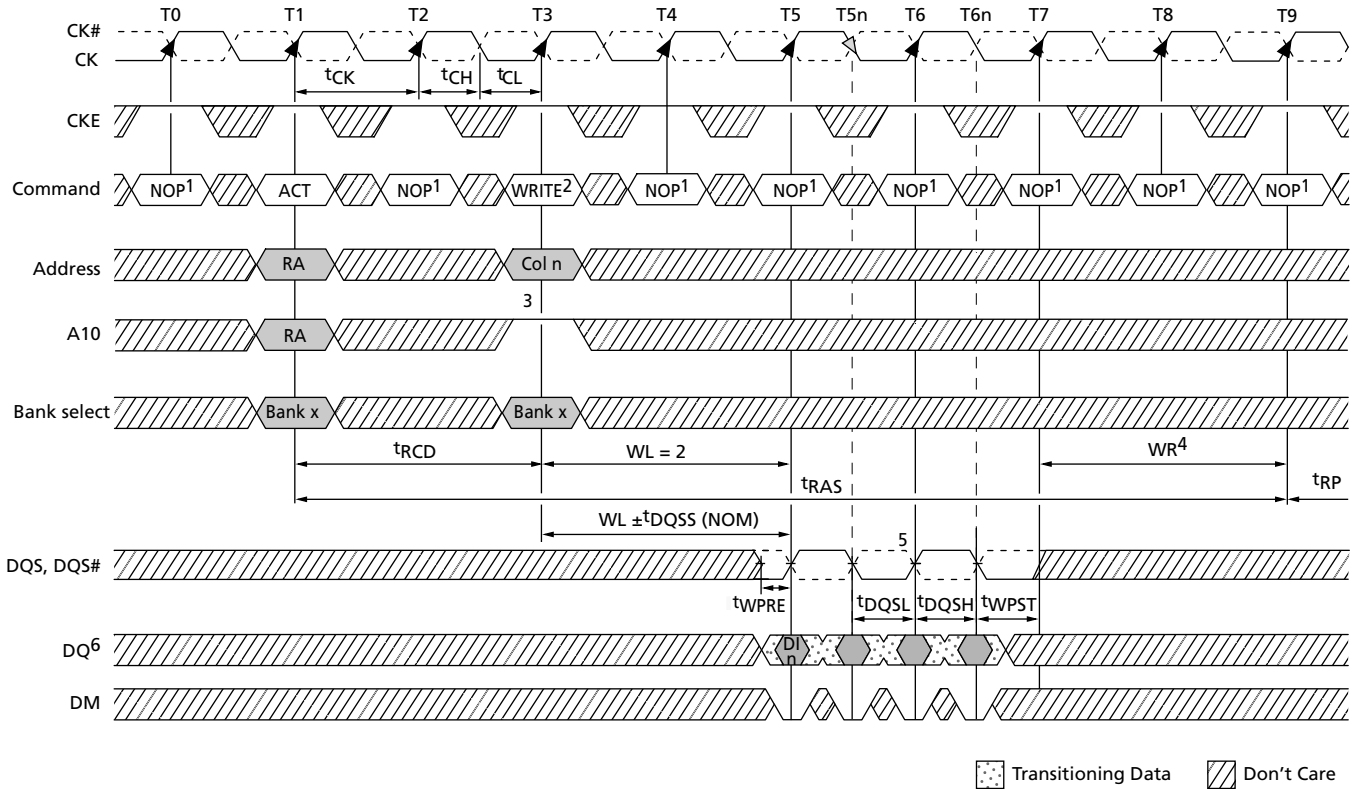 T0 T1 T2 T3 T4 T5 T5n T6 T6n T7 T8 T9
CK#
CK
tCK tCH tCL
CKE
Command NOP1 ACT NOP1 WRITE2 NOP1 NOP1 NOP1 NOP1 NOP1 NOP1
Address RA Col n
3
A10 RA
Bank select Bank x Bank x
tRCD WL = 2 WR4
tRAS tRP
WL ±tDQSS (NOM)
5
DQS, DQS#
tWPRE tDQSL tDQSH tWPST
DQ6 DI
n
DM
Transitioning Data Don't Care